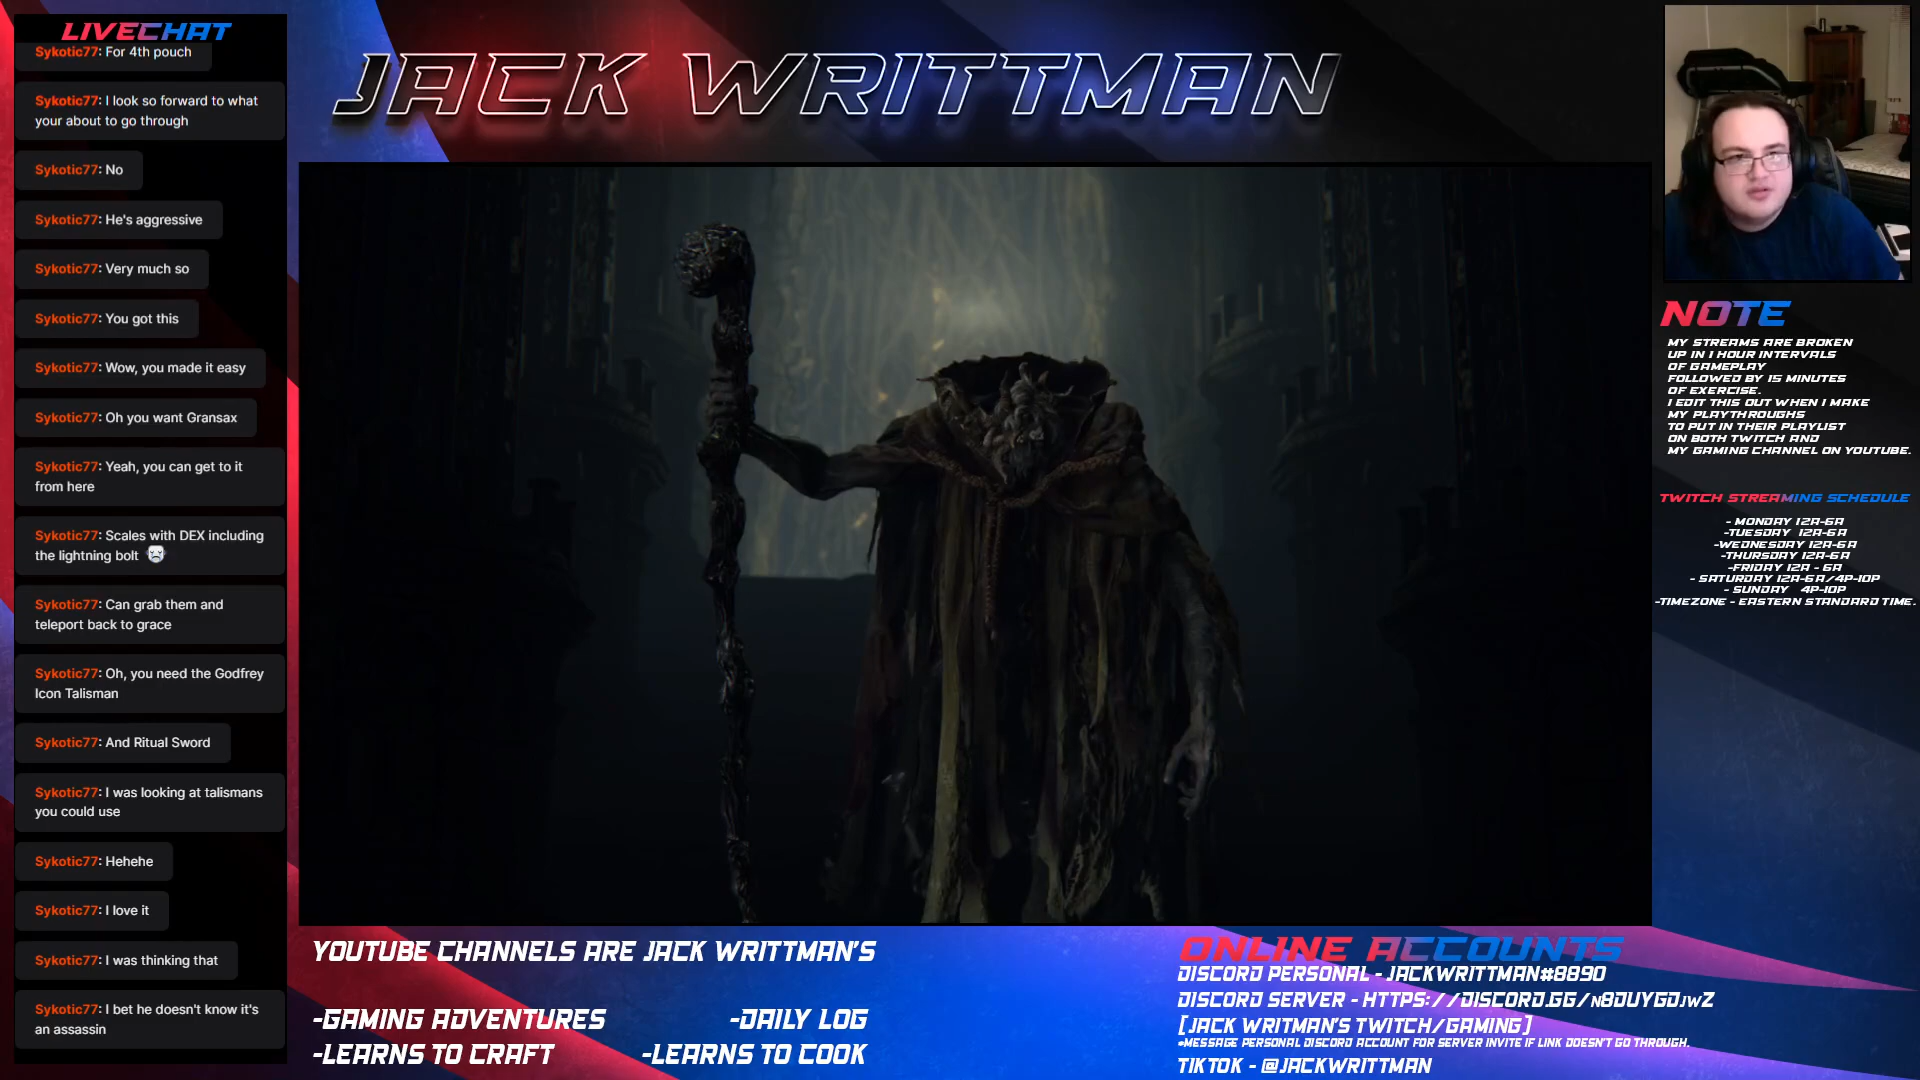 LIVECHAT
Sykotic77: For 4th pouch
Sykotic77: I look so forward to what
your about to go through
Sykotic77: No
Sykotic77: He's aggressive
Sykotic77: Very much so
Sykotic77: You got this
Sykotic77: Wow, you made it easy
Sykotic77: Oh you want Gransax
Sykotic77: Yeah, you can get to it
from here
Sykotic77: Scales with DEX including
the lightning bolt
Sykotic77: Can grab them and
teleport back to grace
Sykotic77: Oh, you need the Godfrey
Icon Talisman
Sykotic77: And Ritual Sword
Sykotic77: I was looking at talismans
you could use
Sykotic77: Hehehe
Sykotic77: I love it
Sykotic77: I was thinking that
Sykotic77: I bet he doesn't know it's
an assassin
JACK WRITTMAN
NOTE
MY STREAMS ARE BROKEN
UP IN 1 HOUR INTERVALS
OF GAMEPLAY
FOLLOWED BY 15 MINUTES
OF EXERCISE.
I EDIT THIS OUT WHEN I MAKE
MY PLAYTHROUGHS
TO PUT IN THEIR PLAYLIST
ON BOTH TWITCH AND
MY GAMING CHANNEL ON YOUTUBE.
TWITCH STREAMING SCHEDULE
- MONDAY 12A-6A
-TUESDAY 12A-6A
-WEDNESDAY 12A-6A
-THURSDAY 12A-6A
-FRIDAY 12A - 6A
- SATURDAY 12A-6A/4P-10P
- SUNDAY 4P-10P
-TIMEZONE - EASTERN STANDARD TIME.
YOUTUBE CHANNELS ARE JACK WRITTMAN'S
-GAMING ADVENTURES -DAILY LOG
-LEARNS TO CRAFT -LEARNS TO COOK
ONLINE ACCOUNTS
DISCORD PERSONAL - JACKWRITTMAN#8890
DISCORD SERVER - HTTPS://DISCORD.GG/N8DUYGDJWZ
[JACK WRITMAN'S TWITCH/GAMING]
*MESSAGE PERSONAL DISCORD ACCOUNT FOR SERVER INVITE IF LINK DOESN'T GO THROUGH.
TIKTOK - @JACKWRITTMAN